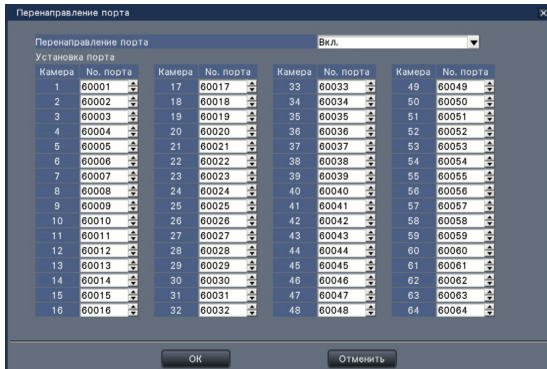 Перенаправление порта
Перенаправление порта Вкл.
Установка порта
Камера No. порта Камера No. порта Камера No. порта Камера No. порта
1 60001 17 60017 33 60033 49 60049
2 60002 18 60018 34 60034 50 60050
3 60003 19 60019 35 60035 51 60051
4 60004 20 60020 36 60036 52 60052
5 60005 21 60021 37 60037 53 60053
6 60006 22 60022 38 60038 54 60054
7 60007 23 60023 39 60039 55 60055
8 60008 24 60024 40 60040 56 60056
9 60009 25 60025 41 60041 57 60057
10 60010 26 60026 42 60042 58 60058
11 60011 27 60027 43 60043 59 60059
12 60012 28 60028 44 60044 60 60060
13 60013 29 60029 45 60045 61 60061
14 60014 30 60030 46 60046 62 60062
15 60015 31 60031 47 60047 63 60063
16 60016 32 60032 48 60048 64 60064
ОК Отменить